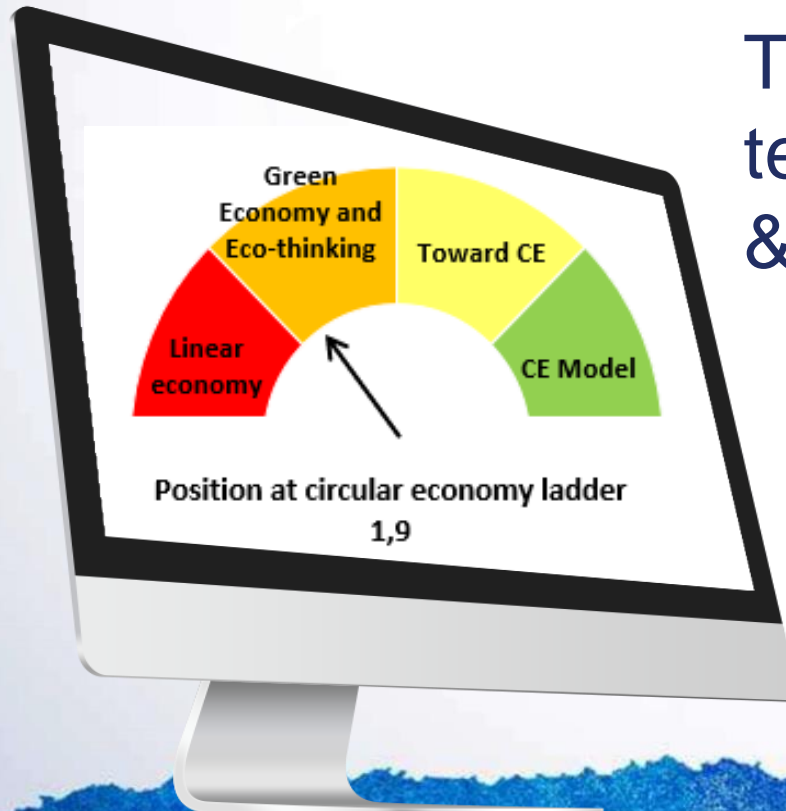 Green
Economy and
Eco-thinking
Toward CE
Linear
economy
CE Model
Position at circular economy ladder
1,9
&